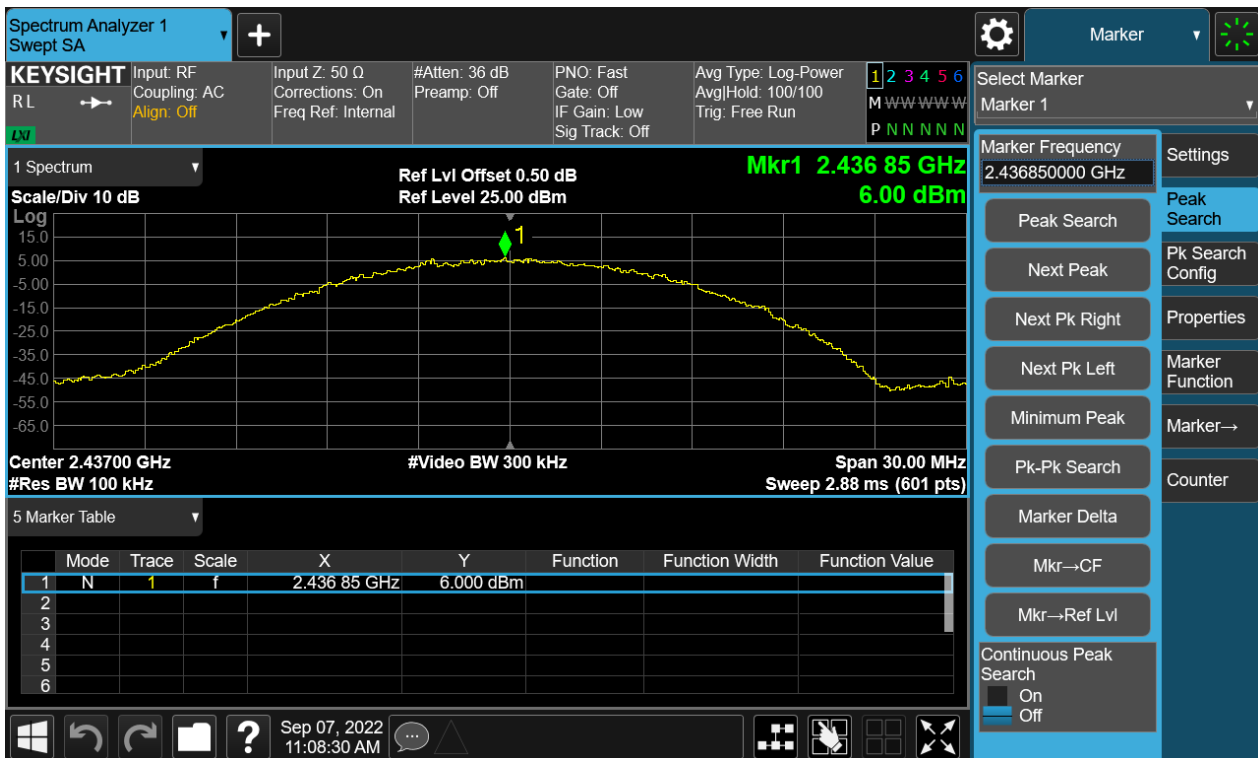 Spectrum Analyzer 1
Swept SA
+
Marker
KEYSIGHT
R L
LXI
Input: RF
Coupling: AC
Align: Off
Input Z: 50 Ω
Corrections: On
Freq Ref: Internal
#Atten: 36 dB
Preamp: Off
PNO: Fast
Gate: Off
IF Gain: Low
Sig Track: Off
Avg Type: Log-Power
Avg|Hold: 100/100
Trig: Free Run
1 2 3 4 5 6
M W W W W W
P N N N N N
Select Marker
Marker 1
1 Spectrum
Scale/Div 10 dB
Ref Lvl Offset 0.50 dB
Ref Level 25.00 dBm
Mkr1 2.436 85 GHz
6.00 dBm
Log
15.0
5.00
-5.00
-15.0
-25.0
-35.0
-45.0
-55.0
-65.0
1
Center 2.43700 GHz
#Res BW 100 kHz
#Video BW 300 kHz
Span 30.00 MHz
Sweep 2.88 ms (601 pts)
5 Marker Table
Mode Trace Scale X Y Function Function Width Function Value
1 N 1 f 2.436 85 GHz 6.000 dBm
2
3
4
5
6
Marker Frequency
2.436850000 GHz
Peak Search
Next Peak
Next Pk Right
Next Pk Left
Minimum Peak
Pk-Pk Search
Marker Delta
Mkr→CF
Mkr→Ref Lvl
Continuous Peak
Search
On
Off
Settings
Peak
Search
Pk Search
Config
Properties
Marker
Function
Marker→
Counter
?
Sep 07, 2022
11:08:30 AM